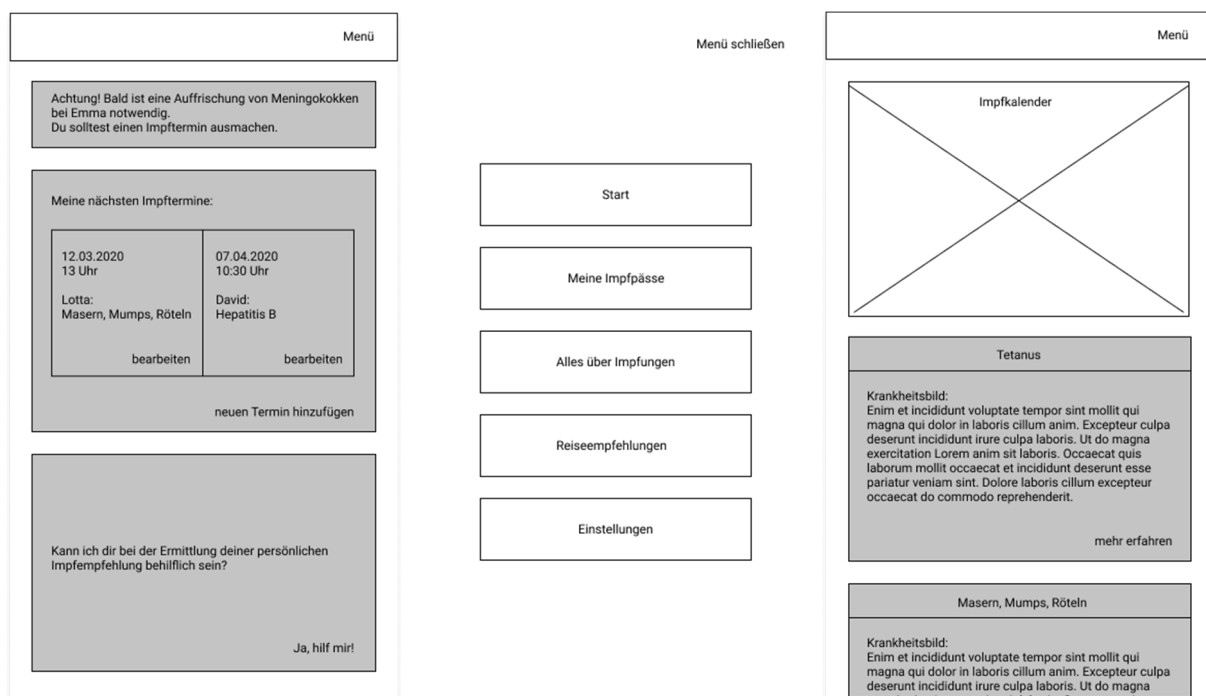 Menü
Achtung! Bald ist eine Auffrischung von Meningokokken
bei Emma notwendig.
Du solltest einen Impftermin ausmachen.
Meine nächsten Impftermine:
12.03.2020
13 Uhr
Lotta:
Masern, Mumps, Röteln
bearbeiten
07.04.2020
10:30 Uhr
David:
Hepatitis B
bearbeiten
neuen Termin hinzufügen
Kann ich dir bei der Ermittlung deiner persönlichen
Impfempfehlung behilflich sein?
Ja, hilf mir!
Menü schließen
Start
Meine Impfpässe
Alles über Impfungen
Reiseempfehlungen
Einstellungen
Menü
Impfkalender
Tetanus
Krankheitsbild:
Enim et incididunt voluptate tempor sint mollit qui
magna qui dolor in laboris cillum anim. Excepteur culpa
deserunt incididunt irure culpa laboris. Ut do magna
exercitation Lorem anim sit laboris. Occaecat quis
laborum mollit occaecat et incididunt deserunt esse
pariatur veniam sint. Dolore laboris cillum excepteur
occaecat do commodo reprehenderit.
mehr erfahren
Masern, Mumps, Röteln
Krankheitsbild:
Enim et incididunt voluptate tempor sint mollit qui
magna qui dolor in laboris cillum anim. Excepteur culpa
deserunt incididunt irure culpa laboris. Ut do magna